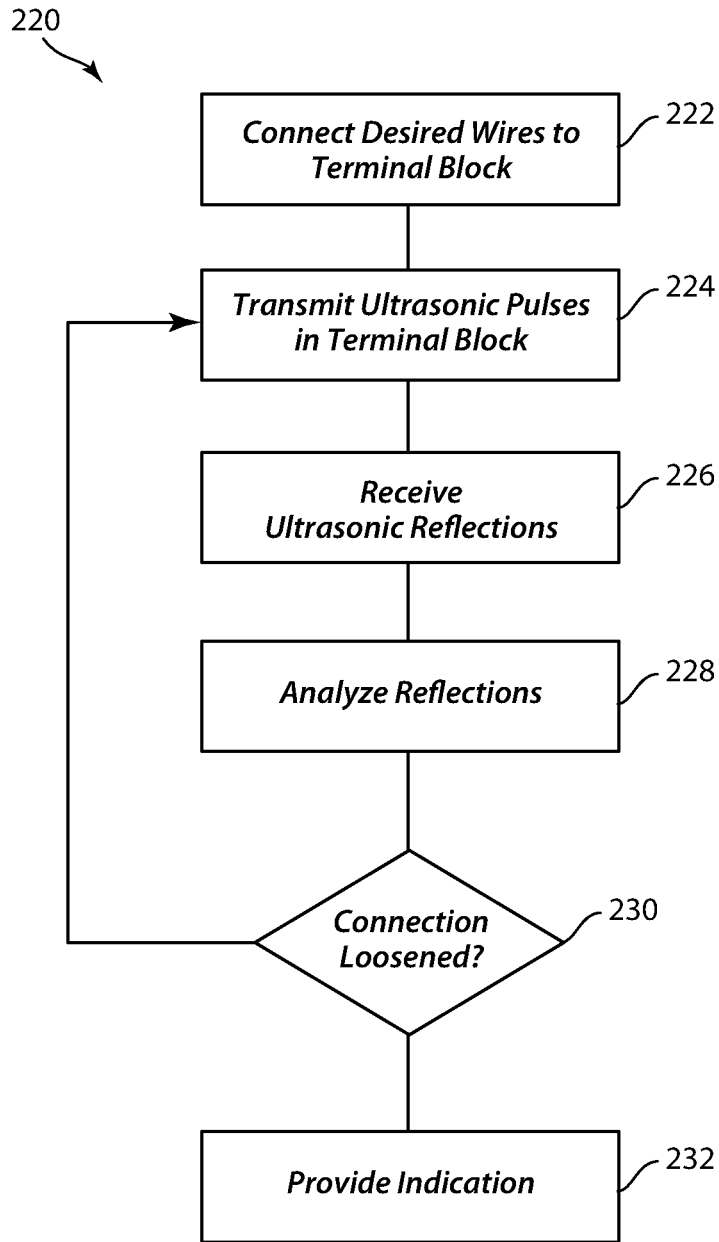 220
Connect Desired Wires to
Terminal Block
222
Transmit Ultrasonic Pulses
in Terminal Block
224
Receive
Ultrasonic Reflections
226
Analyze Reflections
228
Connection
Loosened?
230
Provide Indication
232